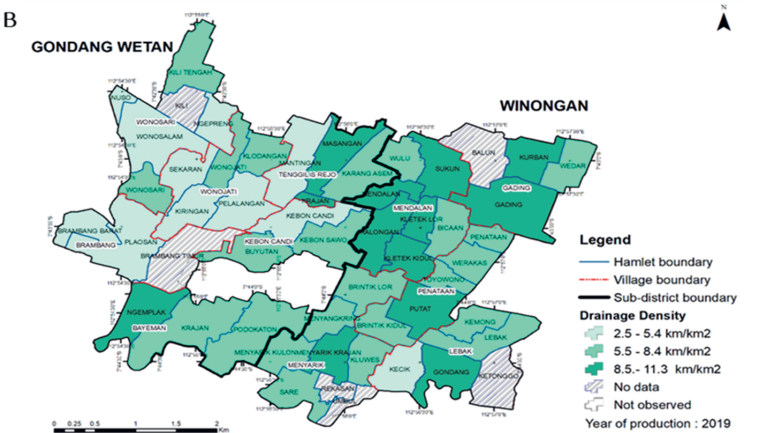 B
N
GONDANG WETAN
WINONGAN
KILI TENGAH
NUSO
KILI
WONOSARI
NGEPRENG
WONOSALAM
MASANGAN
BALUN
KURBAN
WULU
WEDAR
KLODANGAN
MANTINGAN
SEKARAN
WONOJATI
TENGGILIS REJO
KARANG ASEM
SUKUN
GADING
WONOSARI
WONOJATI
KRAJAN
MENDALAN
GADING
KIRINGAN
PELULANGAN
MENDALAN
KEBON CANDI
KLETEK LOR
BRAMBANG BARAT
BICAAN
PENATAAN
BRAMBANG
PLAOSAN
KEBON CANDI
KEBON SAWO
BUYUTAN
BRAMBANG TIMUR
KLETEK KIDUL
WERAKAS
BRINTIK LOR
PENATAAN
NGEMPLAK
PUTAT
BAYEMAN
KRAJAN
PODOKATON
MENYANGKRING
BRINTIK KIDUL
KEMONG
LEBAK
MENYARIK KULON
MENYARIK KRAJAN
LEBAK
MENYARIK
KLUWES
KECIK
GONDANG
KETONGGO
REKASAN
SARE
Legend
Hamlet boundary
Village boundary
Sub-district boundary
Drainage Density
2.5 - 5.4 km/km2
5.5 - 8.4 km/km2
8.5- 11.3 km/km2
No data
Not observed
Year of production : 2019
0 0.25 0.5 1 1.5 2
Km